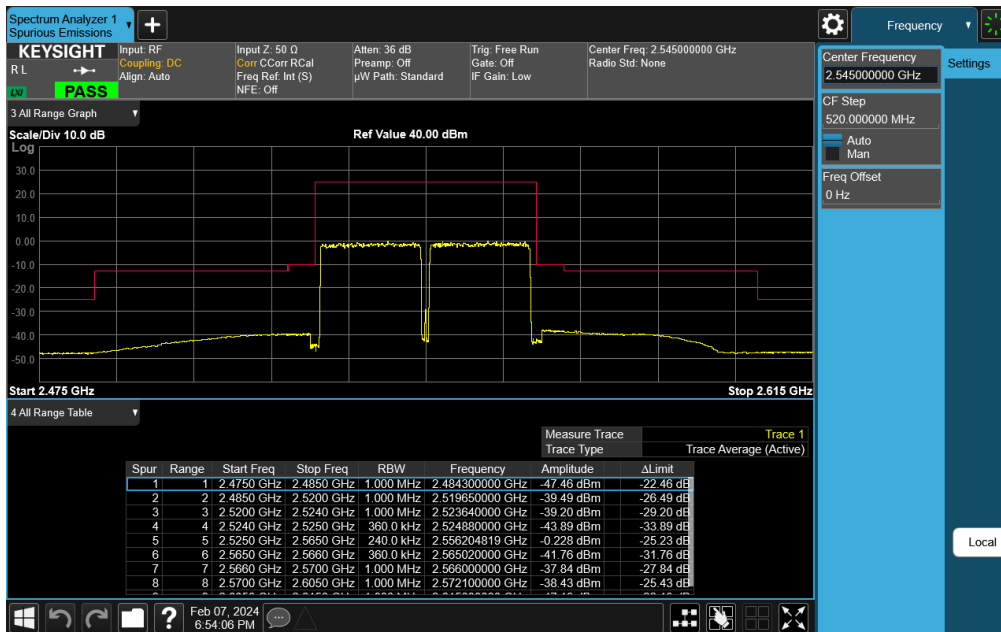 Spectrum Analyzer 1
Spurious Emissions
Frequency
KEYSIGHT
R L
LXI
PASS
Input: RF
Coupling: DC
Align: Auto
Input Z: 50 Ω
Corr CCorr RCal
Freq Ref: Int (S)
NFE: Off
Atten: 36 dB
Preamp: Off
µW Path: Standard
Trig: Free Run
Gate: Off
IF Gain: Low
Center Freq: 2.545000000 GHz
Radio Std: None
Center Frequency
2.545000000 GHz
Settings
CF Step
520.000000 MHz
Auto
Man
Freq Offset
0 Hz
Local
3 All Range Graph
Scale/Div 10.0 dB
Ref Value 40.00 dBm
Log
30.0
20.0
10.0
0.00
-10.0
-20.0
-30.0
-40.0
-50.0
Start 2.475 GHz
Stop 2.615 GHz
4 All Range Table
Measure Trace Trace 1
Trace Type Trace Average (Active)
Spur Range Start Freq Stop Freq RBW Frequency Amplitude ΔLimit
1 1 2.4750 GHz 2.4850 GHz 1.000 MHz 2.484300000 GHz -47.46 dBm -22.46 dB
2 2 2.4850 GHz 2.5200 GHz 1.000 MHz 2.519650000 GHz -39.49 dBm -26.49 dB
3 3 2.5200 GHz 2.5240 GHz 1.000 MHz 2.523640000 GHz -39.20 dBm -29.20 dB
4 4 2.5240 GHz 2.5250 GHz 360.0 kHz 2.524880000 GHz -43.89 dBm -33.89 dB
5 5 2.5250 GHz 2.5650 GHz 240.0 kHz 2.556204819 GHz -0.228 dBm -25.23 dB
6 6 2.5650 GHz 2.5660 GHz 360.0 kHz 2.565020000 GHz -41.76 dBm -31.76 dB
7 7 2.5660 GHz 2.5700 GHz 1.000 MHz 2.566000000 GHz -37.84 dBm -27.84 dB
8 8 2.5700 GHz 2.6050 GHz 1.000 MHz 2.572100000 GHz -38.43 dBm -25.43 dB
Feb 07, 2024
6:54:06 PM